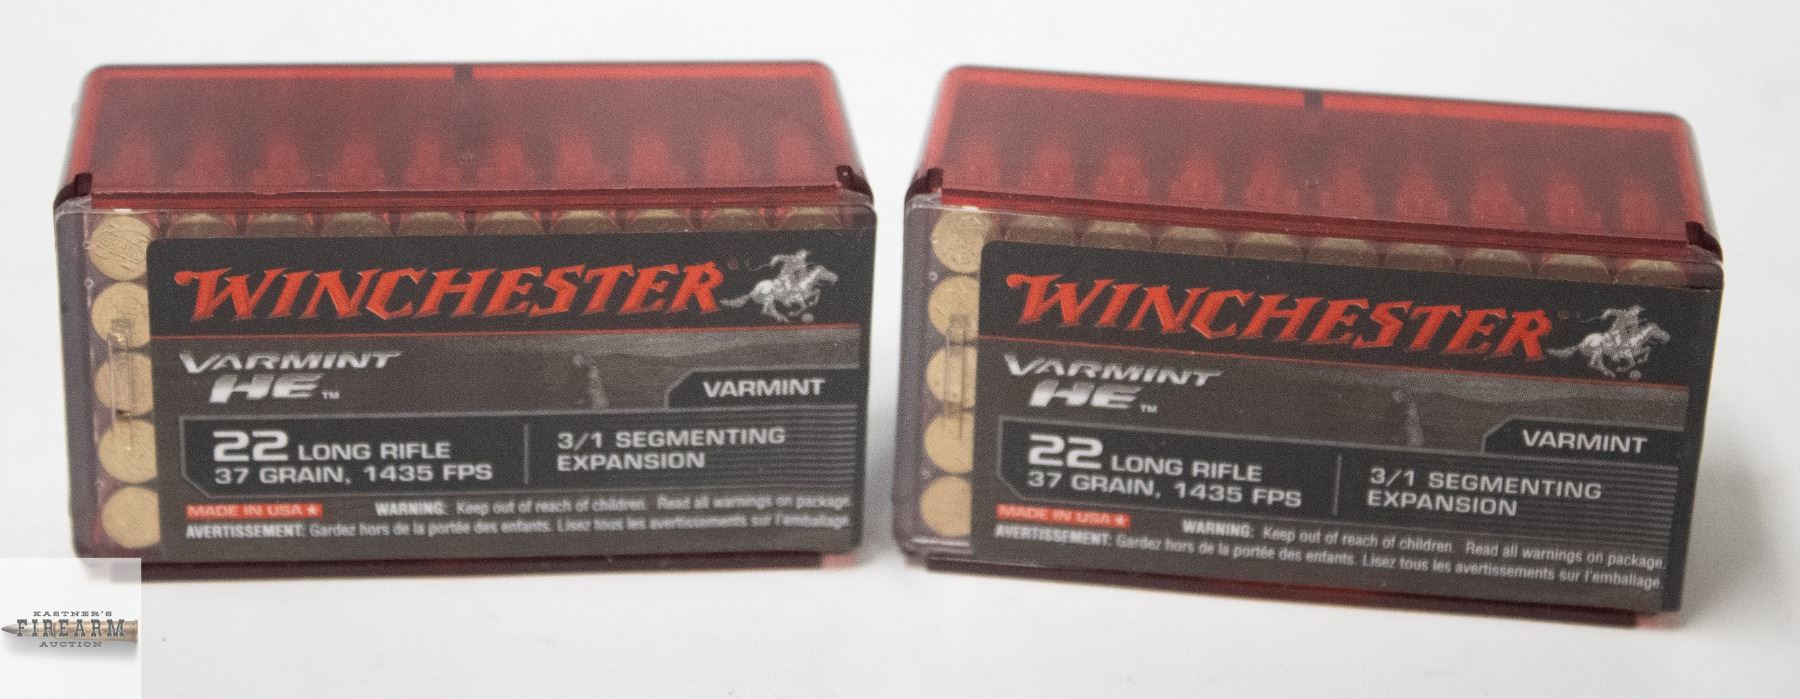 WINCHESTER®
VARMINT
HE™
VARMINT
22 LONG RIFLE
37 GRAIN, 1435 FPS
3/1 SEGMENTING
EXPANSION
MADE IN USA
WARNING: Keep out of reach of children. Read all warnings on package.
AVERTISSEMENT: Gardez hors de la portée des enfants. Lisez tous les avertissements sur l'emballage.
WINCHESTER®
VARMINT
HE™
VARMINT
22 LONG RIFLE
37 GRAIN, 1435 FPS
3/1 SEGMENTING
EXPANSION
MADE IN USA
WARNING: Keep out of reach of children. Read all warnings on package.
AVERTISSEMENT: Gardez hors de la portée des enfants. Lisez tous les avertissements sur l'emballage.
KASTNER'S
FIREARM
AUCTION